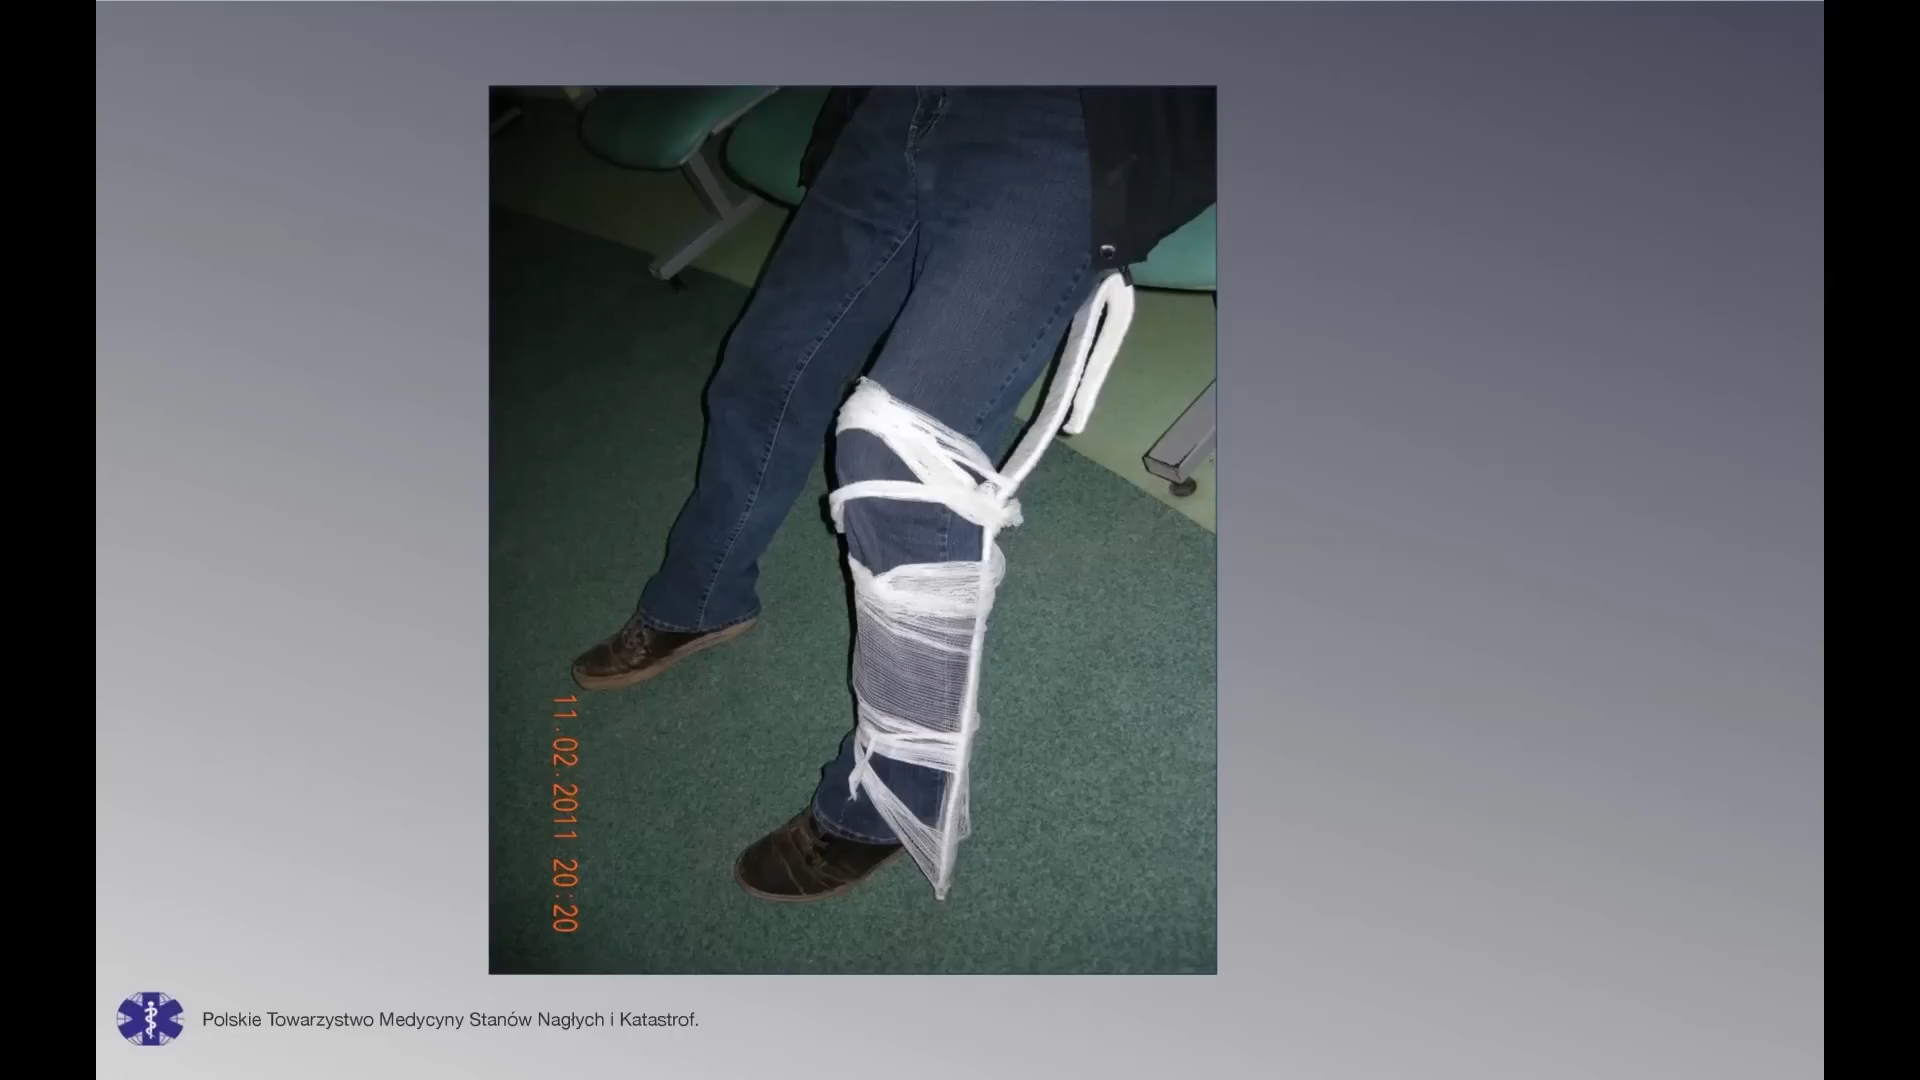 11.02.2011 20:20
Polskie Towarzystwo Medycyny Stanów Nagłych i Katastrof.